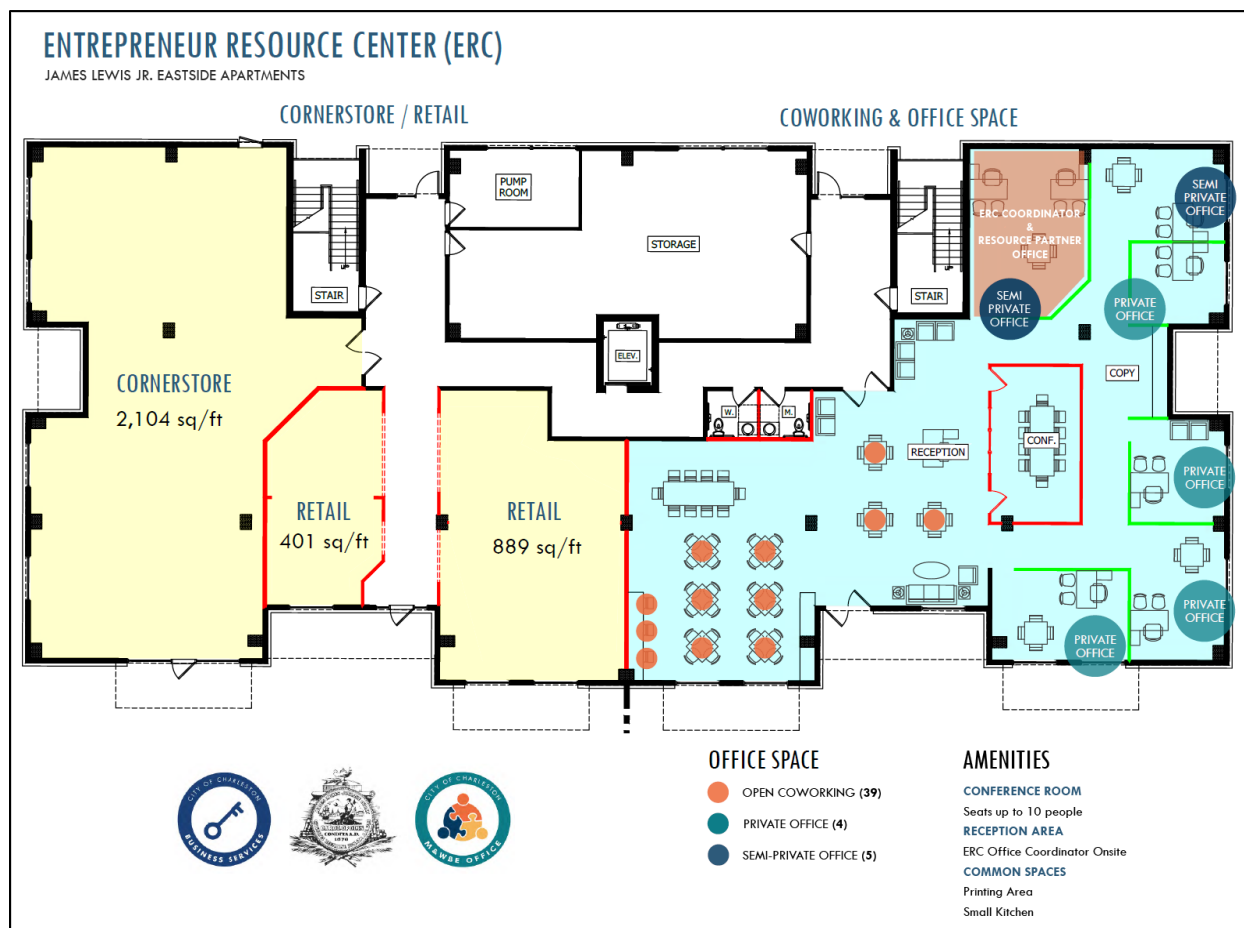 ENTREPRENEUR RESOURCE CENTER (ERC)
JAMES LEWIS JR. EASTSIDE APARTMENTS
CORNERSTORE / RETAIL
COWORKING & OFFICE SPACE
PUMP
ROOM
STORAGE
STAIR
UP
STAIR
UP
ELEV.
W.
M.
ERC COORDINATOR
&
RESOURCE PARTNER
OFFICE
SEMI
PRIVATE
OFFICE
SEMI
PRIVATE
OFFICE
PRIVATE
OFFICE
COPY
CORNERSTORE
2,104 sq/ft
RETAIL
401 sq/ft
RETAIL
889 sq/ft
RECEPTION
CONF.
PRIVATE
OFFICE
PRIVATE
OFFICE
PRIVATE
OFFICE
CITY OF CHARLESTON
BUSINESS SERVICES
CITY OF CHARLESTON
M&WBE OFFICE
OFFICE SPACE
OPEN COWORKING (39)
PRIVATE OFFICE (4)
SEMI-PRIVATE OFFICE (5)
AMENITIES
CONFERENCE ROOM
Seats up to 10 people
RECEPTION AREA
ERC Office Coordinator Onsite
COMMON SPACES
Printing Area
Small Kitchen